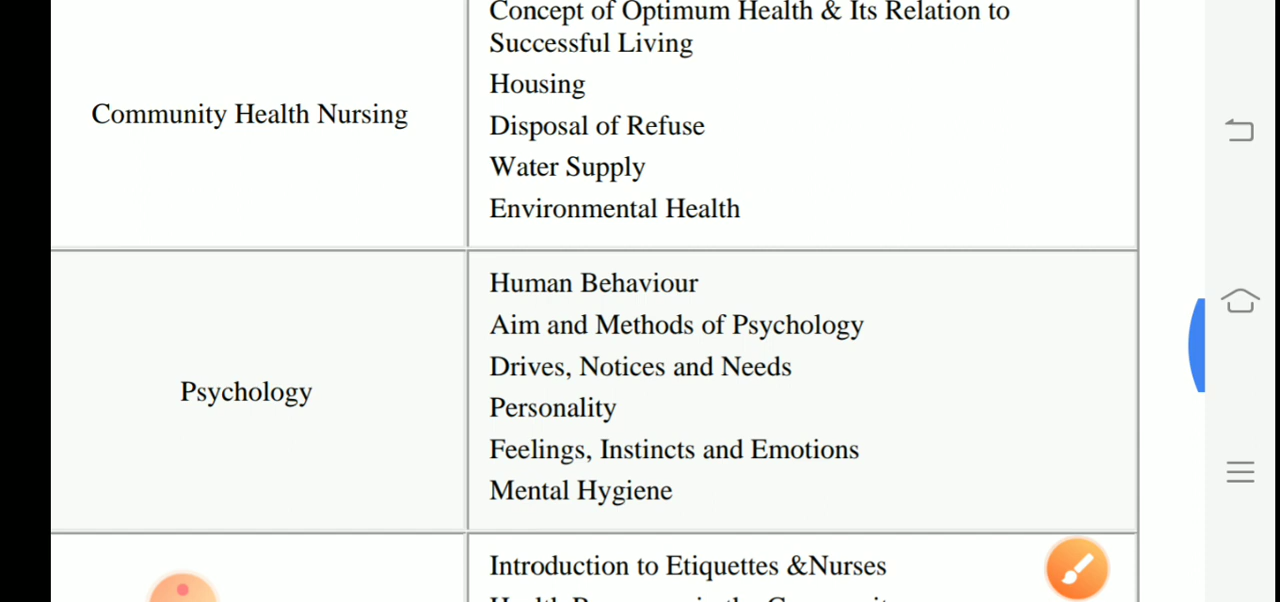 Concept of Optimum Health & Its Relation to
Successful Living
Community Health Nursing
Housing
Disposal of Refuse
Water Supply
Environmental Health
Psychology
Human Behaviour
Aim and Methods of Psychology
Drives, Notices and Needs
Personality
Feelings, Instincts and Emotions
Mental Hygiene
Introduction to Etiquettes &Nurses